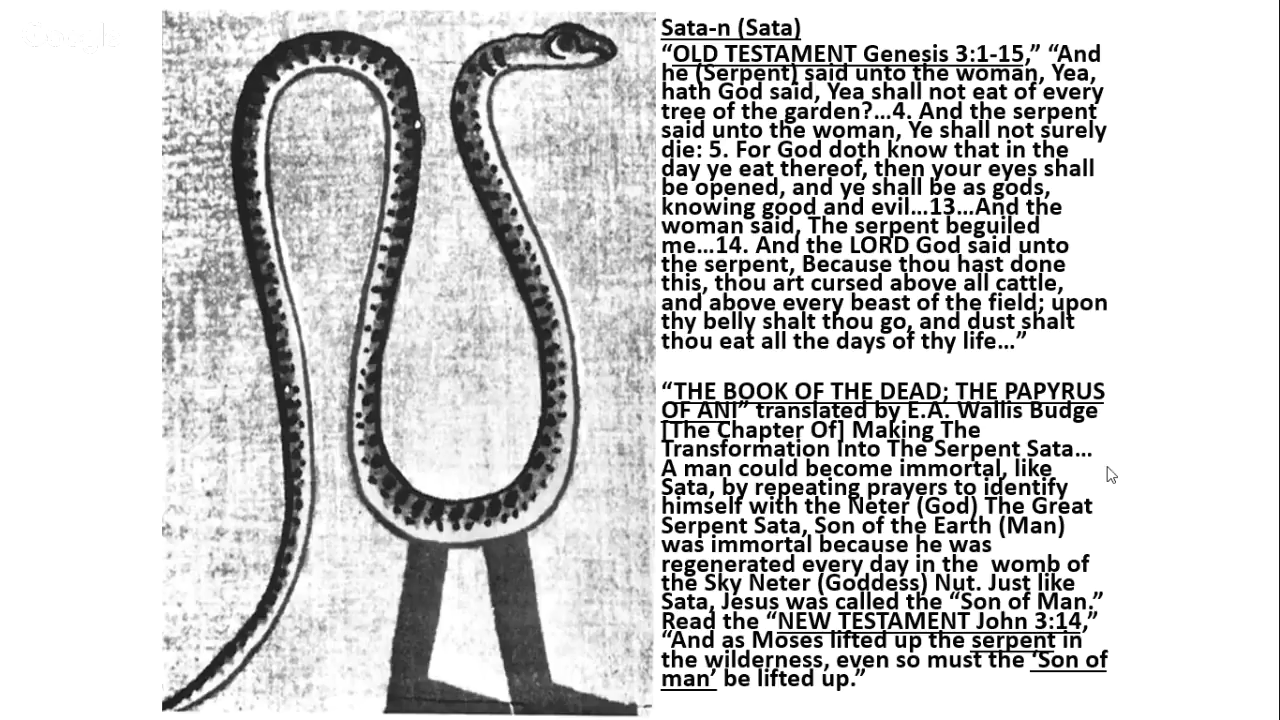 Sata-n (Sata)
“OLD TESTAMENT Genesis 3:1-15,” “And
he (Serpent) said unto the woman, Yea,
hath God said, Yea shall not eat of every
tree of the garden?...4. And the serpent
said unto the woman, Ye shall not surely
die: 5. For God doth know that in the
day ye eat thereof, then your eyes shall
be opened, and ye shall be as gods,
knowing good and evil...13...And the
woman said, The serpent beguiled
me...14. And the LORD God said unto
the serpent, Because thou hast done
this, thou art cursed above all cattle,
and above every beast of the field; upon
thy belly shalt thou go, and dust shalt
thou eat all the days of thy life...”
“THE BOOK OF THE DEAD; THE PAPYRUS
OF ANI” translated by E.A. Wallis Budge
[The Chapter Of] Making The
Transformation Into The Serpent Sata...
A man could become immortal, like
Sata, by repeating prayers to identify
himself with the Neter (God) The Great
Serpent Sata, Son of the Earth (Man)
was immortal because he was
regenerated every day in the womb of
the Sky Neter (Goddess) Nut. Just like
Sata, Jesus was called the “Son of Man.”
Read the “NEW TESTAMENT John 3:14,”
“And as Moses lifted up the serpent in
the wilderness, even so must the ‘Son of
man’ be lifted up.”